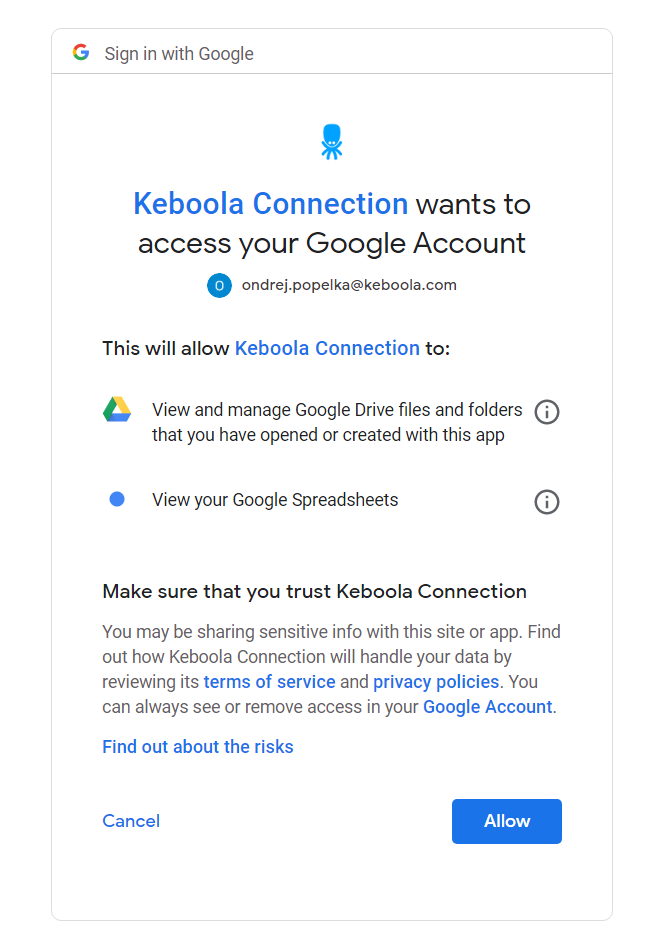 Sign in with Google
Keboola Connection wants to
access your Google Account
O ondrej.popelka@keboola.com
This will allow Keboola Connection to:
View and manage Google Drive files and folders
that you have opened or created with this app
View your Google Spreadsheets
Make sure that you trust Keboola Connection
You may be sharing sensitive info with this site or app. Find
out how Keboola Connection will handle your data by
reviewing its terms of service and privacy policies. You
can always see or remove access in your Google Account.
Find out about the risks
Cancel
Allow